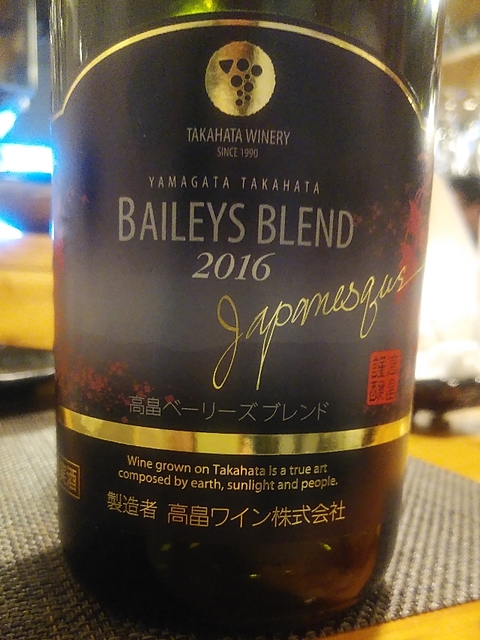 TAKAHATA WINERY
SINCE 1990
YAMAGATA TAKAHATA
BAILEYS BLEND
2016
Japanesque
高畠ベーリーズブレンド
Wine grown on Takahata is a true art
composed by earth, sunlight and people.
製造者 高畠ワイン株式会社